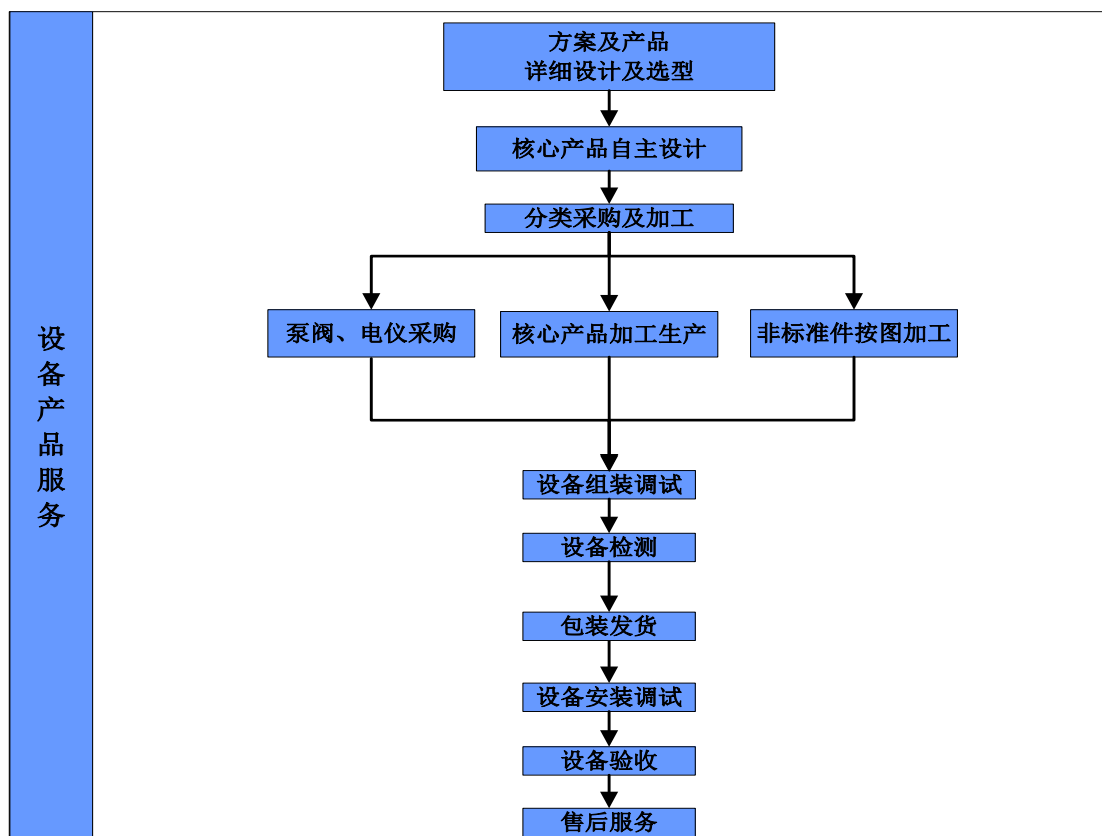 设备产品服务
方案及产品
详细设计及选型
核心产品自主设计
分类采购及加工
泵阀、电仪采购
核心产品加工生产
非标准件按图加工
设备组装调试
设备检测
包装发货
设备安装调试
设备验收
售后服务